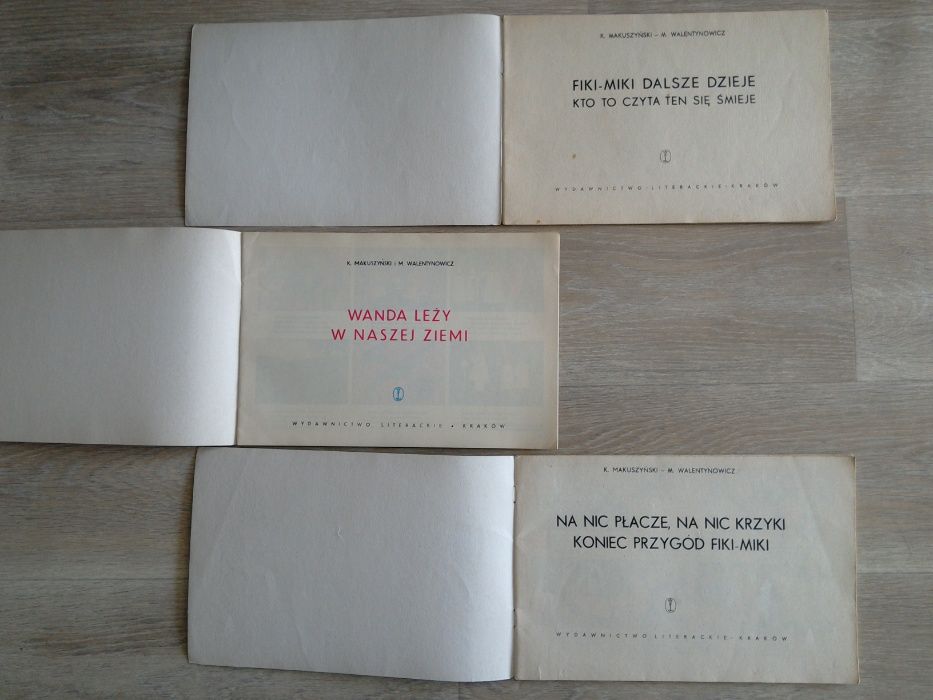 K. MAKUSZYŃSKI – M. WALENTYNOWICZ
FIKI-MIKI DALSZE DZIEJE
KTO TO CZYTA TEN SIĘ ŚMIEJE
WYDAWNICTWO-LITERACKIE-KRAKÓW
K. MAKUSZYŃSKI i M. WALENTYNOWICZ
WANDA LEŻY
W NASZEJ ZIEMI
WYDAWNICTWO LITERACKIE • KRAKÓW
K. MAKUSZYŃSKI – M. WALENTYNOWICZ
NA NIC PŁACZE, NA NIC KRZYKI
KONIEC PRZYGÓD FIKI-MIKI
WYDAWNICTWO LITERACKIE-KRAKÓW